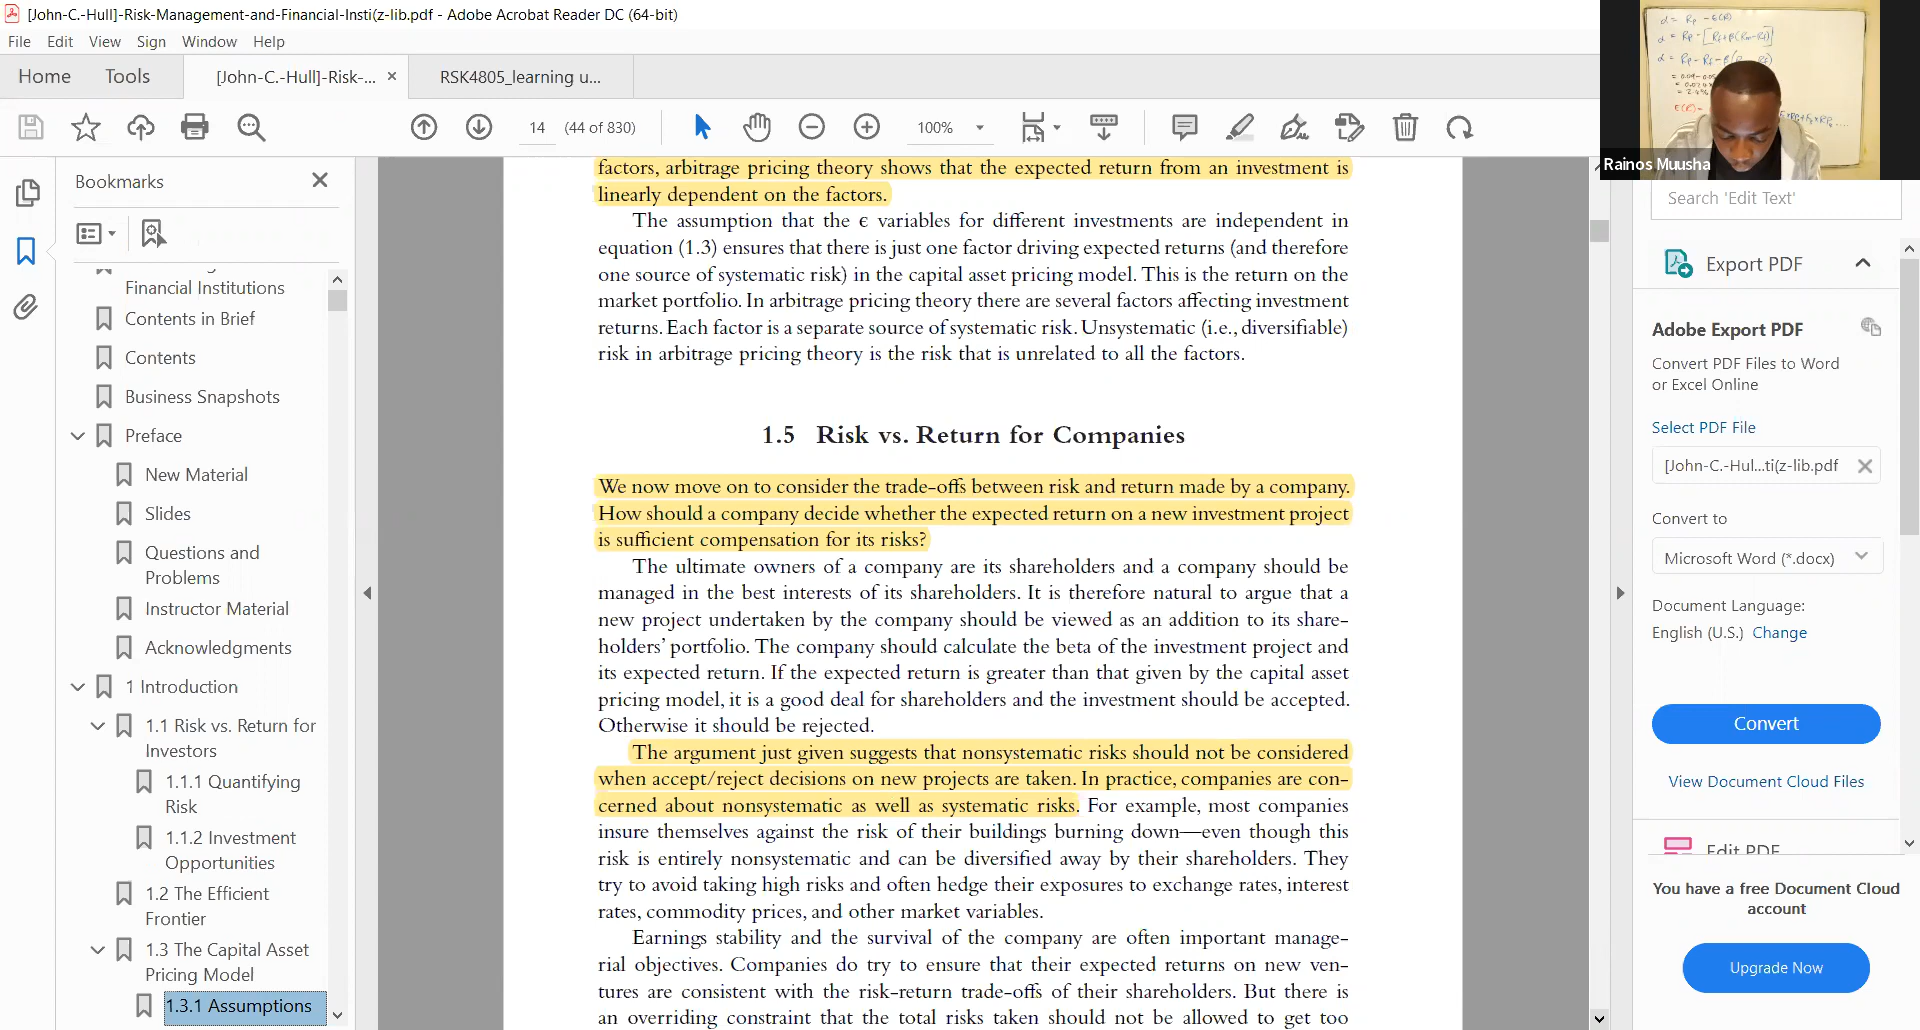 [John-C.-Hull]-Risk-Management-and-Financial-Insti(z-lib.pdf - Adobe Acrobat Reader DC (64-bit)
File Edit View Sign Window Help
Home Tools [John-C.-Hull]-Risk-... × RSK4805_learning u...
14 (44 of 830) 100%
Rainos Muusha
Bookmarks
Financial Institutions
Contents in Brief
Contents
Business Snapshots
Preface
New Material
Slides
Questions and
Problems
Instructor Material
Acknowledgments
1 Introduction
1.1 Risk vs. Return for
Investors
1.1.1 Quantifying
Risk
1.1.2 Investment
Opportunities
1.2 The Efficient
Frontier
1.3 The Capital Asset
Pricing Model
1.3.1 Assumptions
factors, arbitrage pricing theory shows that the expected return from an investment is
linearly dependent on the factors.
The assumption that the ϵ variables for different investments are independent in
equation (1.3) ensures that there is just one factor driving expected returns (and therefore
one source of systematic risk) in the capital asset pricing model. This is the return on the
market portfolio. In arbitrage pricing theory there are several factors affecting investment
returns. Each factor is a separate source of systematic risk. Unsystematic (i.e., diversifiable)
risk in arbitrage pricing theory is the risk that is unrelated to all the factors.
1.5 Risk vs. Return for Companies
We now move on to consider the trade-offs between risk and return made by a company.
How should a company decide whether the expected return on a new investment project
is sufficient compensation for its risks?
The ultimate owners of a company are its shareholders and a company should be
managed in the best interests of its shareholders. It is therefore natural to argue that a
new project undertaken by the company should be viewed as an addition to its share-
holders' portfolio. The company should calculate the beta of the investment project and
its expected return. If the expected return is greater than that given by the capital asset
pricing model, it is a good deal for shareholders and the investment should be accepted.
Otherwise it should be rejected.
The argument just given suggests that nonsystematic risks should not be considered
when accept/reject decisions on new projects are taken. In practice, companies are con-
cerned about nonsystematic as well as systematic risks. For example, most companies
insure themselves against the risk of their buildings burning down—even though this
risk is entirely nonsystematic and can be diversified away by their shareholders. They
try to avoid taking high risks and often hedge their exposures to exchange rates, interest
rates, commodity prices, and other market variables.
Earnings stability and the survival of the company are often important manage-
rial objectives. Companies do try to ensure that their expected returns on new ven-
tures are consistent with the risk-return trade-offs of their shareholders. But there is
an overriding constraint that the total risks taken should not be allowed to get too
Search 'Edit Text'
Export PDF
Adobe Export PDF
Convert PDF Files to Word
or Excel Online
Select PDF File
[John-C.-Hul...ti(z-lib.pdf
Convert to
Microsoft Word (*.docx)
Document Language:
English (U.S.) Change
Convert
View Document Cloud Files
Edit PDF
You have a free Document Cloud
account
Upgrade Now